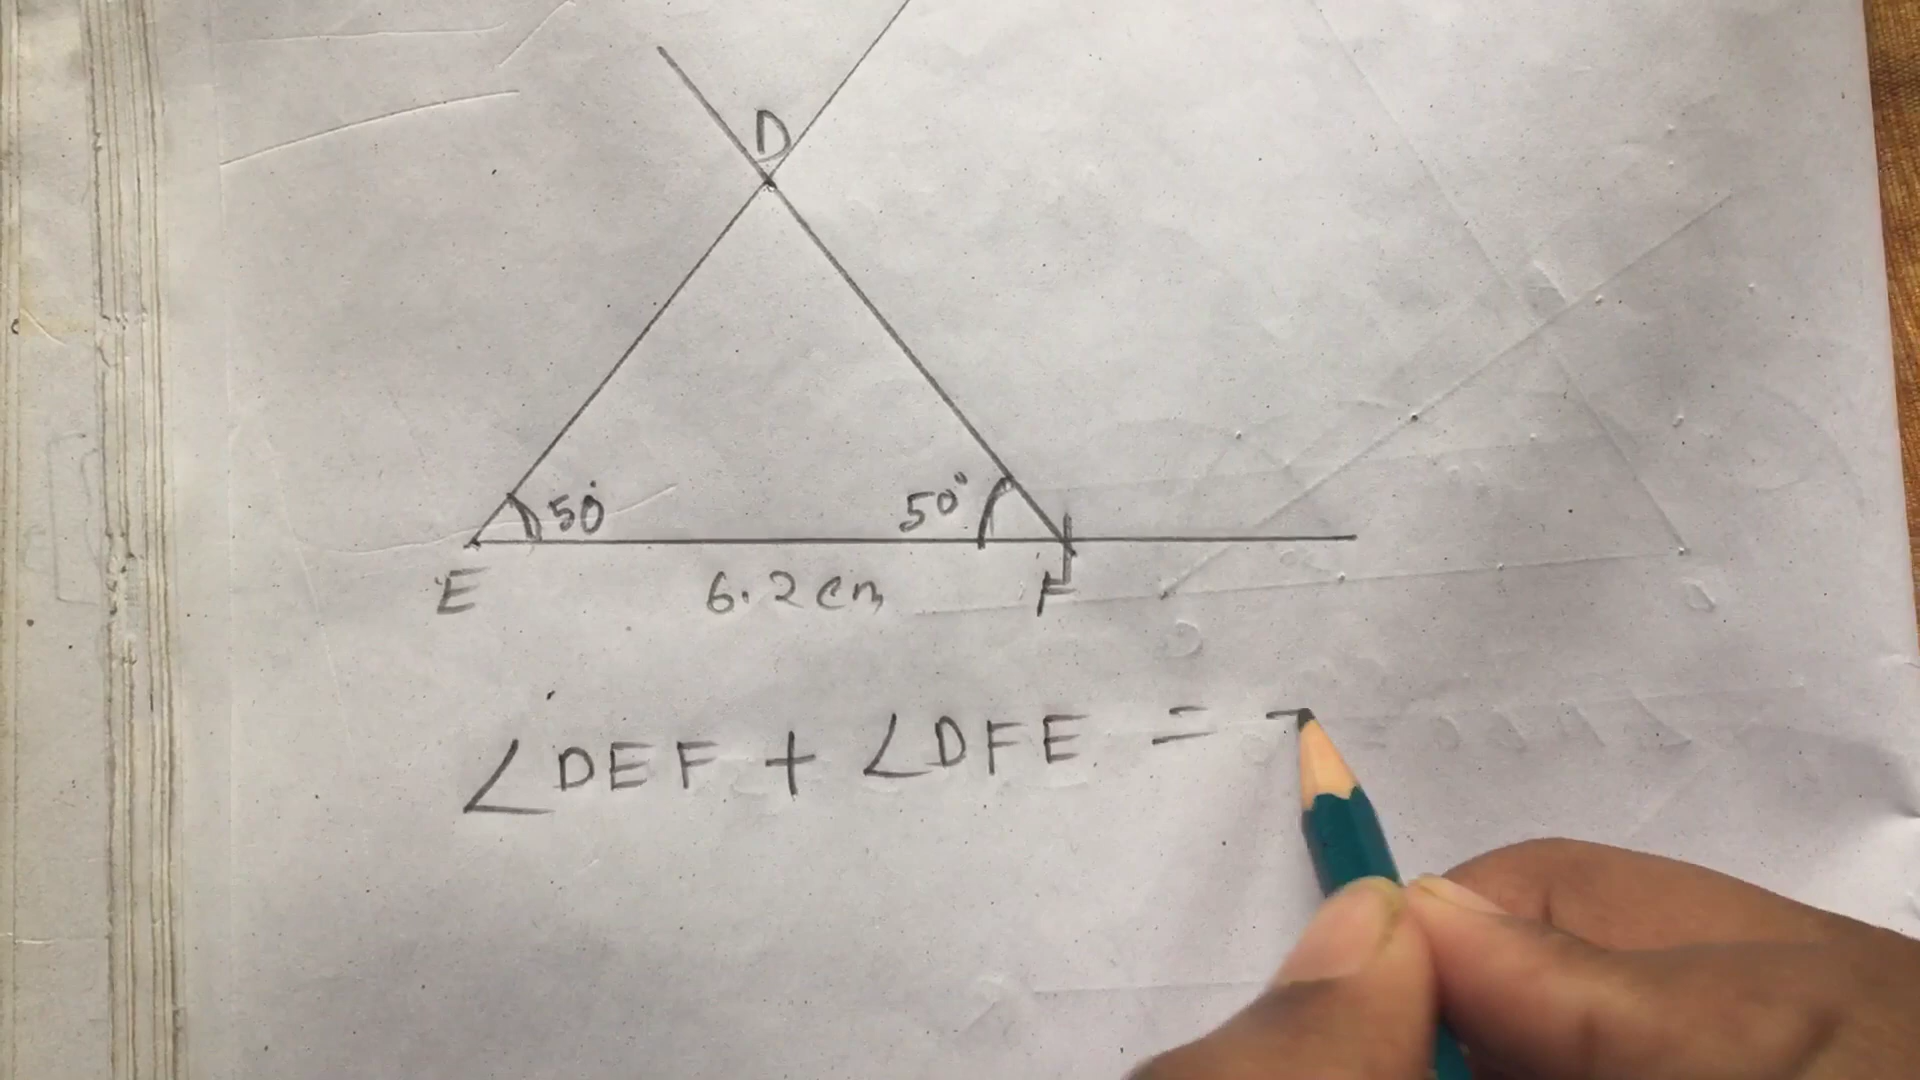 D
50° 50°
E 6.2 cm F
∠DEF + ∠DFE =